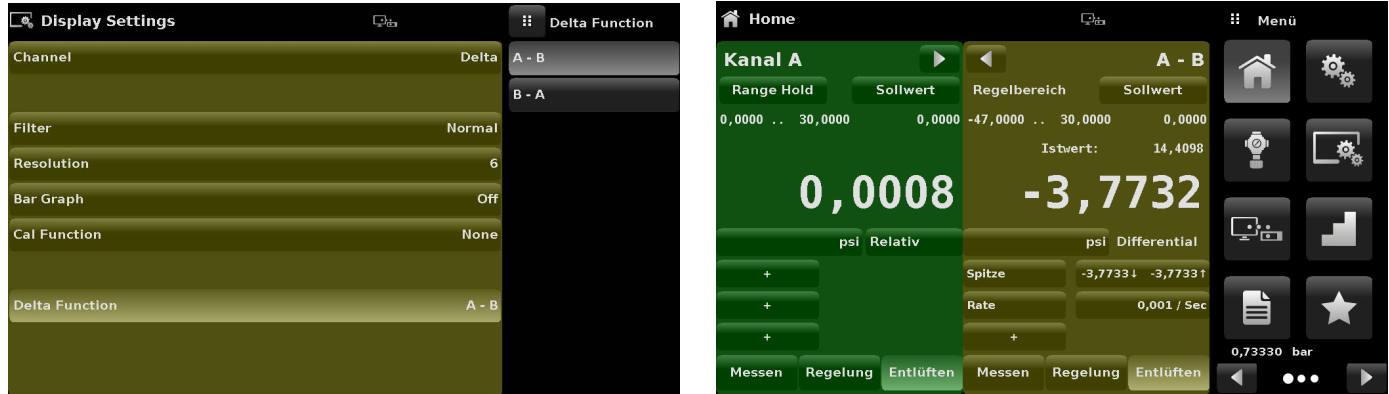 Display Settings
Delta Function
Channel Delta
A - B
B - A
Filter Normal
Resolution 6
Bar Graph Off
Cal Function None
Delta Function A - B
Home
Menü
Kanal A
A - B
Range Hold Sollwert
Regelbereich Sollwert
0,0000 .. 30,0000 0,0000
-47,0000 .. 30,0000 0,0000
Istwert: 14,4098
0,0008
-3,7732
psi Relativ
psi Differential
+
Spitze -3,7733↓ -3,7733↑
+
Rate 0,001 / Sec
+
+
Messen Regelung Entlüften
Messen Regelung Entlüften
0,73330 bar